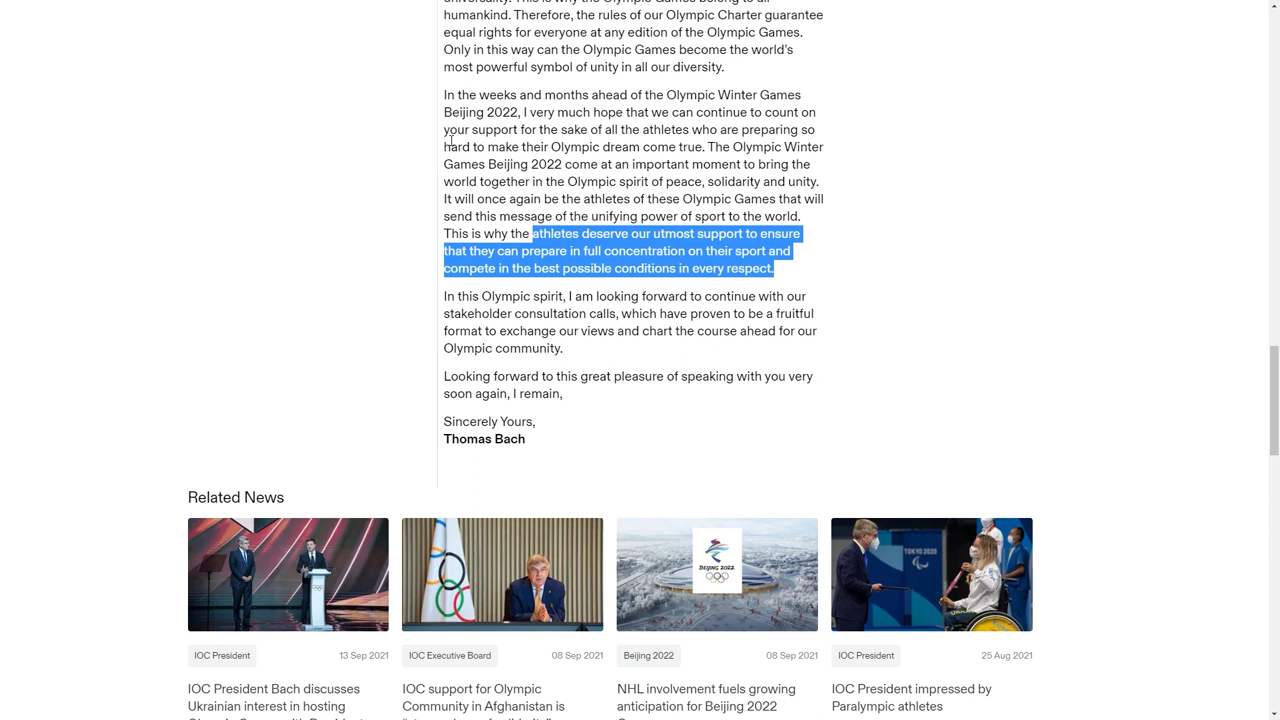 humankind. Therefore, the rules of our Olympic Charter guarantee
equal rights for everyone at any edition of the Olympic Games.
Only in this way can the Olympic Games become the world's
most powerful symbol of unity in all our diversity.
In the weeks and months ahead of the Olympic Winter Games
Beijing 2022, I very much hope that we can continue to count on
your support for the sake of all the athletes who are preparing so
hard to make their Olympic dream come true. The Olympic Winter
Games Beijing 2022 come at an important moment to bring the
world together in the Olympic spirit of peace, solidarity and unity.
It will once again be the athletes of these Olympic Games that will
send this message of the unifying power of sport to the world.
This is why the athletes deserve our utmost support to ensure
that they can prepare in full concentration on their sport and
compete in the best possible conditions in every respect.
In this Olympic spirit, I am looking forward to continue with our
stakeholder consultation calls, which have proven to be a fruitful
format to exchange our views and chart the course ahead for our
Olympic community.
Looking forward to this great pleasure of speaking with you very
soon again, I remain,
Sincerely Yours,
Thomas Bach
Related News
BEIJING 2022
TOKYO 2020
IOC President
13 Sep 2021
IOC Executive Board
08 Sep 2021
Beijing 2022
08 Sep 2021
IOC President
25 Aug 2021
IOC President Bach discusses
Ukrainian interest in hosting
IOC support for Olympic
Community in Afghanistan is
NHL involvement fuels growing
anticipation for Beijing 2022
IOC President impressed by
Paralympic athletes